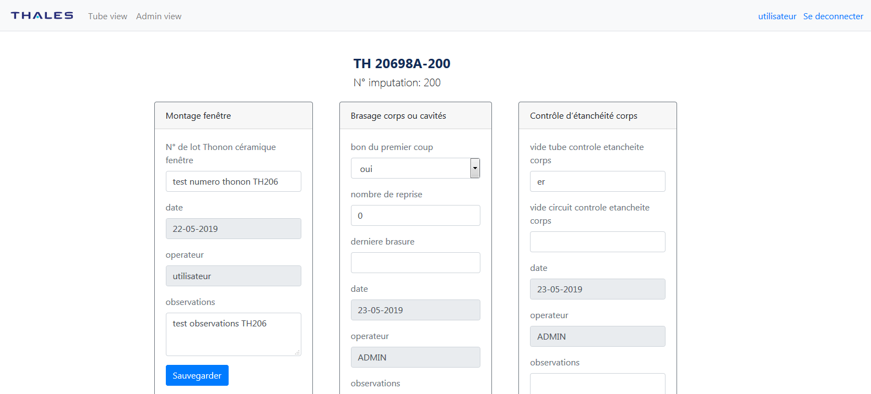 THALES Tube view Admin view utilisateur Se deconnecter
TH 20698A-200
N° imputation: 200
Montage fenêtre
N° de lot Thonon céramique
fenêtre
test numero thonon TH206
date
22-05-2019
operateur
utilisateur
observations
test observations TH206
Sauvegarder
Brasage corps ou cavités
bon du premier coup
oui
nombre de reprise
0
derniere brasure
date
23-05-2019
operateur
ADMIN
observations
Contrôle d'étanchéité corps
vide tube controle etancheite
corps
er
vide circuit controle etancheite
corps
date
23-05-2019
operateur
ADMIN
observations